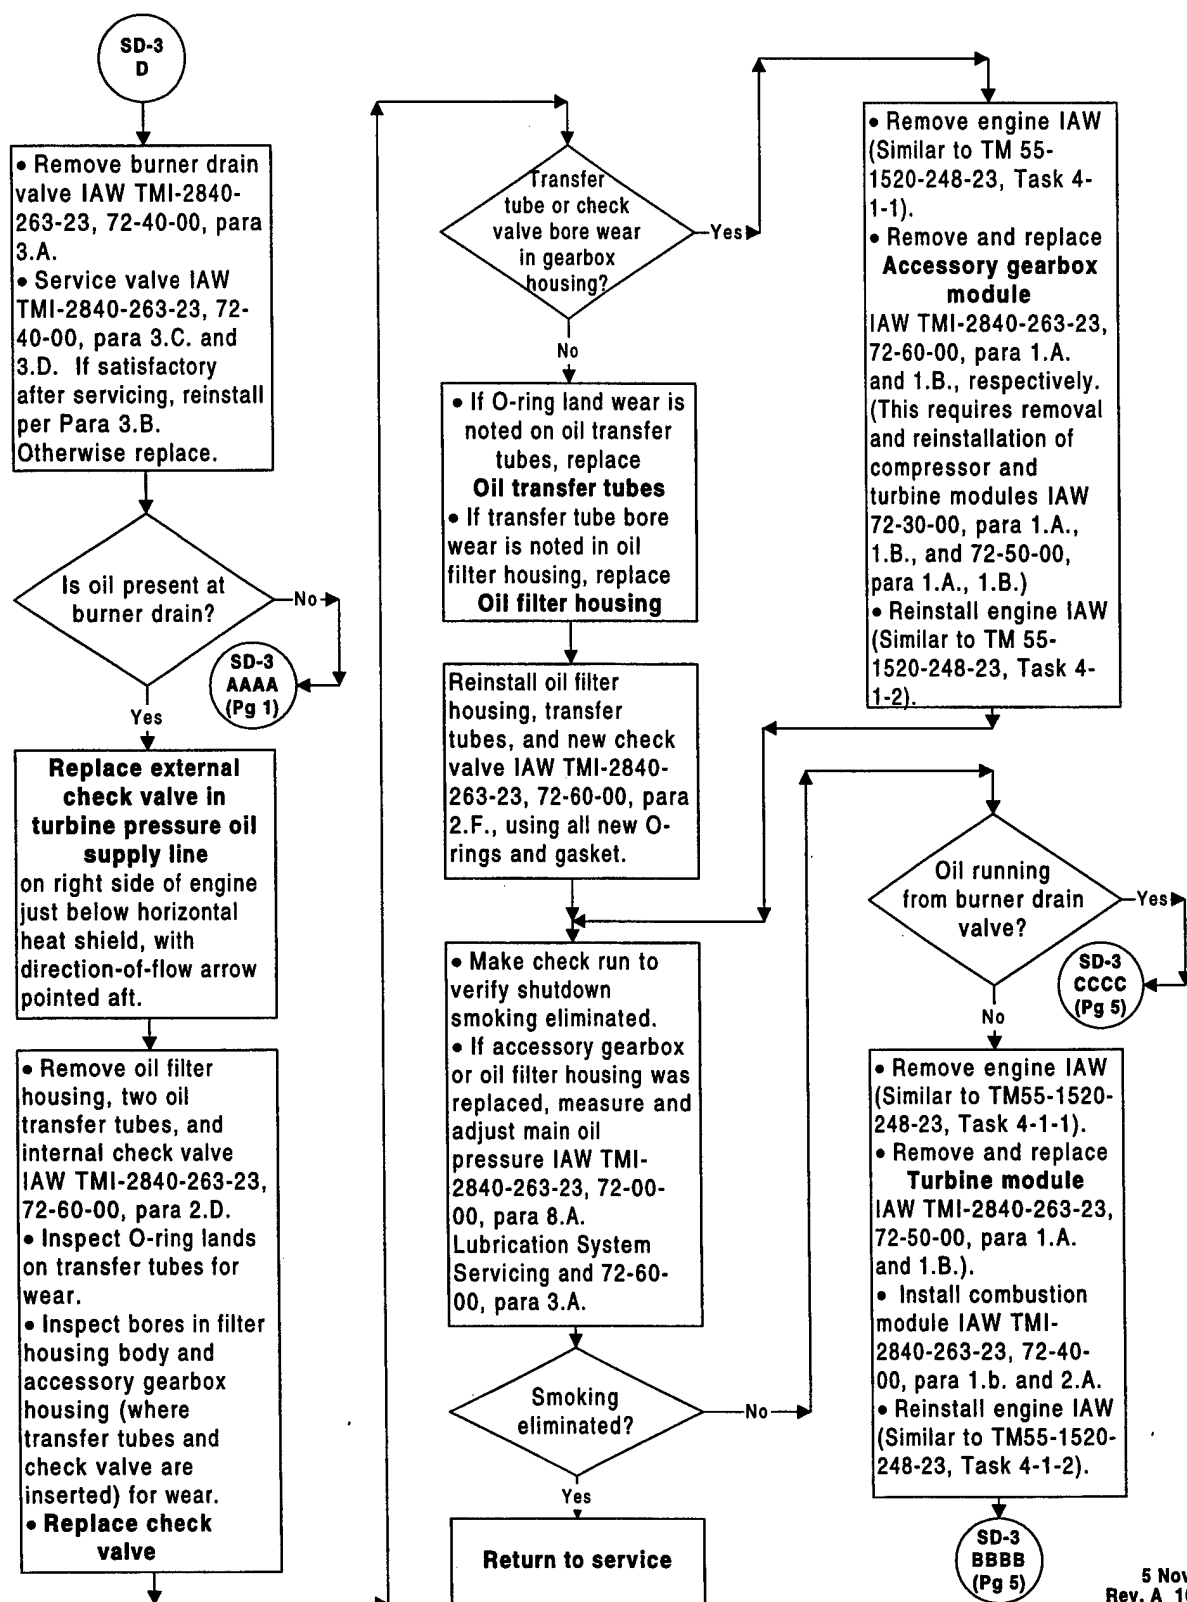 SD-3
D
• Remove burner drain
valve IAW TMI-2840-
263-23, 72-40-00, para
3.A.
• Service valve IAW
TMI-2840-263-23, 72-
40-00, para 3.C. and
3.D. If satisfactory
after servicing, reinstall
per Para 3.B.
Otherwise replace.
Is oil present at
burner drain?
No
SD-3
AAAA
(Pg 1)
Yes
Replace external
check valve in
turbine pressure oil
supply line
on right side of engine
just below horizontal
heat shield, with
direction-of-flow arrow
pointed aft.
• Remove oil filter
housing, two oil
transfer tubes, and
internal check valve
IAW TMI-2840-263-23,
72-60-00, para 2.D.
• Inspect O-ring lands
on transfer tubes for
wear.
• Inspect bores in filter
housing body and
accessory gearbox
housing (where
transfer tubes and
check valve are
inserted) for wear.
• Replace check
valve
Transfer
tube or check
valve bore wear
in gearbox
housing?
Yes
No
• If O-ring land wear is
noted on oil transfer
tubes, replace
Oil transfer tubes
• If transfer tube bore
wear is noted in oil
filter housing, replace
Oil filter housing
Reinstall oil filter
housing, transfer
tubes, and new check
valve IAW TMI-2840-
263-23, 72-60-00, para
2.F., using all new O-
rings and gasket.
• Make check run to
verify shutdown
smoking eliminated.
• If accessory gearbox
or oil filter housing was
replaced, measure and
adjust main oil
pressure IAW TMI-
2840-263-23, 72-00-
00, para 8.A.
Lubrication System
Servicing and 72-60-
00, para 3.A.
Smoking
eliminated?
No
Yes
Return to service
• Remove engine IAW
(Similar to TM 55-
1520-248-23, Task 4-
1-1).
• Remove and replace
Accessory gearbox
module
IAW TMI-2840-263-23,
72-60-00, para 1.A.
and 1.B., respectively.
(This requires removal
and reinstallation of
compressor and
turbine modules IAW
72-30-00, para 1.A.,
1.B., and 72-50-00,
para 1.A., 1.B.)
• Reinstall engine IAW
(Similar to TM 55-
1520-248-23, Task 4-
1-2).
Oil running
from burner drain
valve?
Yes
SD-3
CCCC
(Pg 5)
No
• Remove engine IAW
(Similar to TM55-1520-
248-23, Task 4-1-1).
• Remove and replace
Turbine module
IAW TMI-2840-263-23,
72-50-00, para 1.A.
and 1.B.).
• Install combustion
module IAW TMI-
2840-263-23, 72-40-
00, para 1.b. and 2.A.
• Reinstall engine IAW
(Similar to TM55-1520-
248-23, Task 4-1-2).
SD-3
BBBB
(Pg 5)
5 Nov
Rev. A